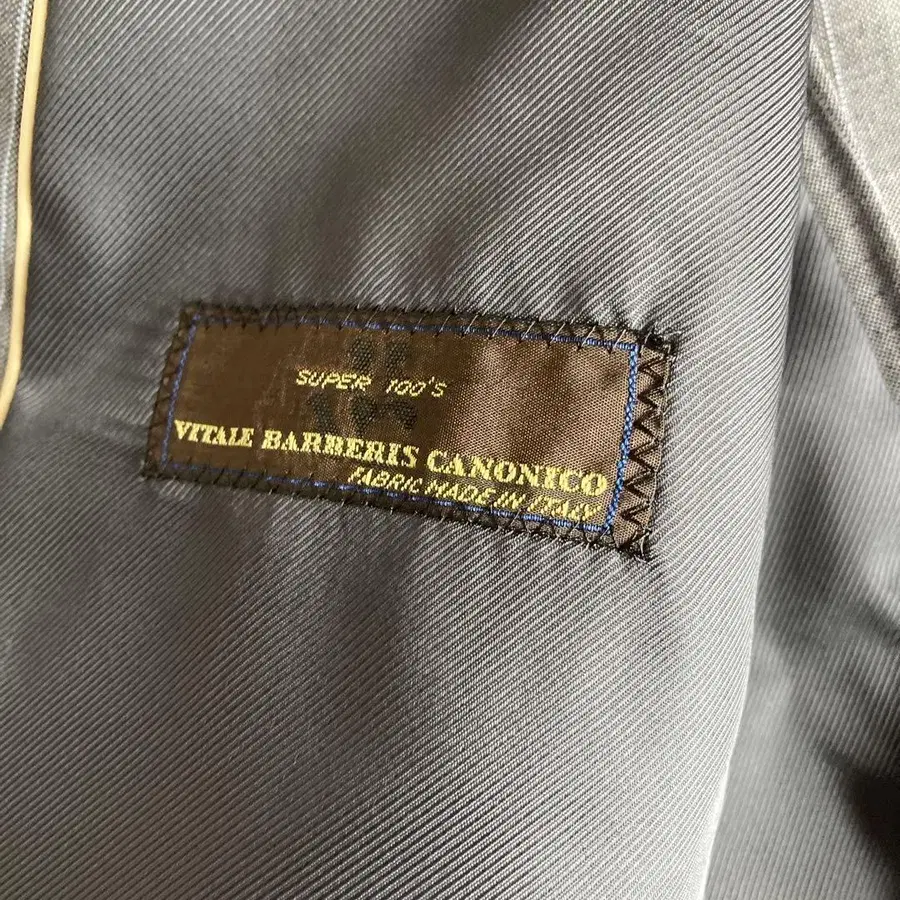 SUPER 100'S
VITALE BARBERIS CANONICO
FABRIC MADE IN ITALY